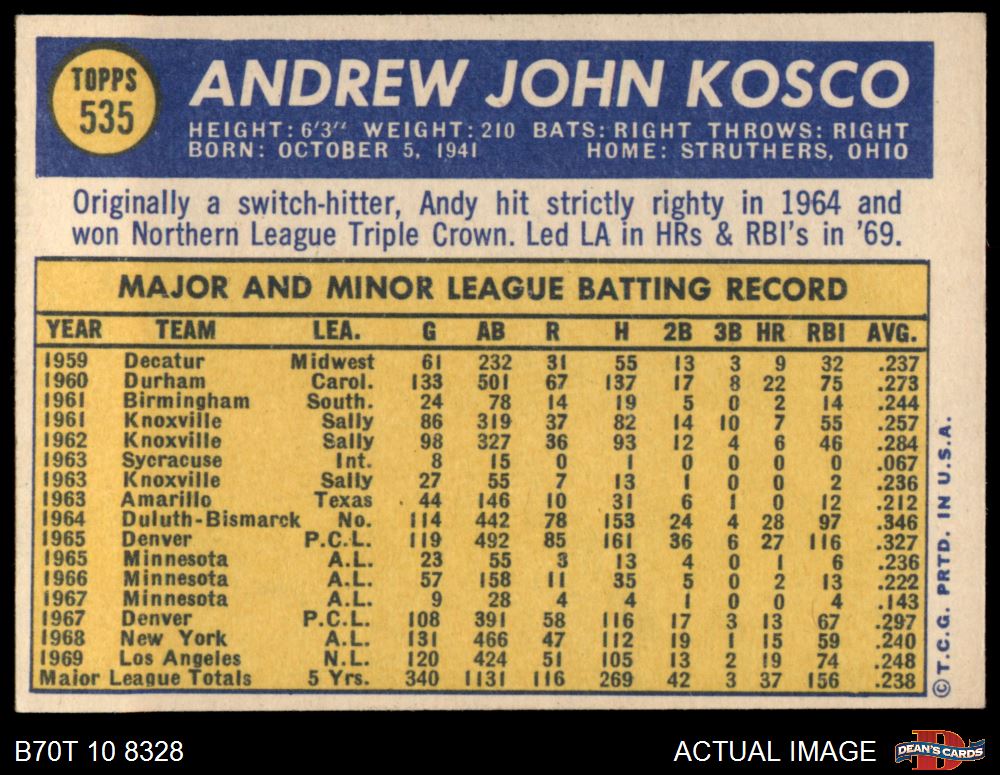 TOPPS
535
ANDREW JOHN KOSCO
HEIGHT: 6'3" WEIGHT: 210 BATS: RIGHT THROWS: RIGHT
BORN: OCTOBER 5, 1941 HOME: STRUTHERS, OHIO
Originally a switch-hitter, Andy hit strictly righty in 1964 and
won Northern League Triple Crown. Led LA in HRs & RBI's in '69.
MAJOR AND MINOR LEAGUE BATTING RECORD
YEAR TEAM LEA. G AB R H 2B 3B HR RBI AVG.
1959 Decatur Midwest 61 232 31 55 13 3 9 32 .237
1960 Durham Carol. 133 501 67 137 17 8 22 75 .273
1961 Birmingham South. 24 78 14 19 5 0 2 14 .244
1961 Knoxville Sally 86 319 37 82 14 10 7 55 .257
1962 Knoxville Sally 98 327 36 93 12 4 6 46 .284
1963 Sycracuse Int. 8 15 0 1 0 0 0 0 .067
1963 Knoxville Sally 27 55 7 13 1 0 0 2 .236
1963 Amarillo Texas 44 146 10 31 6 1 0 12 .212
1964 Duluth-Bismarck No. 114 442 78 153 24 4 28 97 .346
1965 Denver P.C.L. 119 492 85 161 36 6 27 116 .327
1965 Minnesota A.L. 23 55 3 13 4 0 1 6 .236
1966 Minnesota A.L. 57 158 11 35 5 0 2 13 .222
1967 Minnesota A.L. 9 28 4 4 1 0 0 4 .143
1967 Denver P.C.L. 108 391 58 116 17 3 13 67 .297
1968 New York A.L. 131 466 47 112 19 1 15 59 .240
1969 Los Angeles N.L. 120 424 51 105 13 2 19 74 .248
Major League Totals 5 Yrs. 340 1131 116 269 42 3 37 156 .238
© T.C.G. PRTD. IN U.S.A.
B70T 10 8328
ACTUAL IMAGE
DEAN'S CARDS